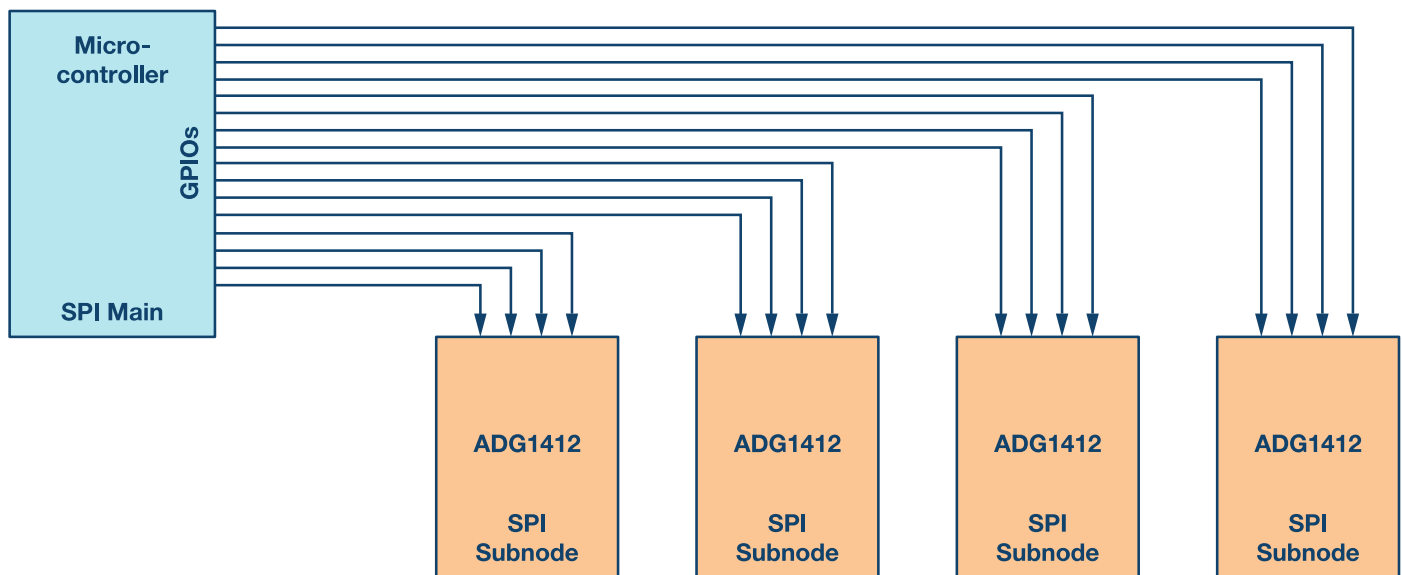 Micro-
controller
GPIOs
SPI Main
ADG1412
SPI
Subnode
ADG1412
SPI
Subnode
ADG1412
SPI
Subnode
ADG1412
SPI
Subnode